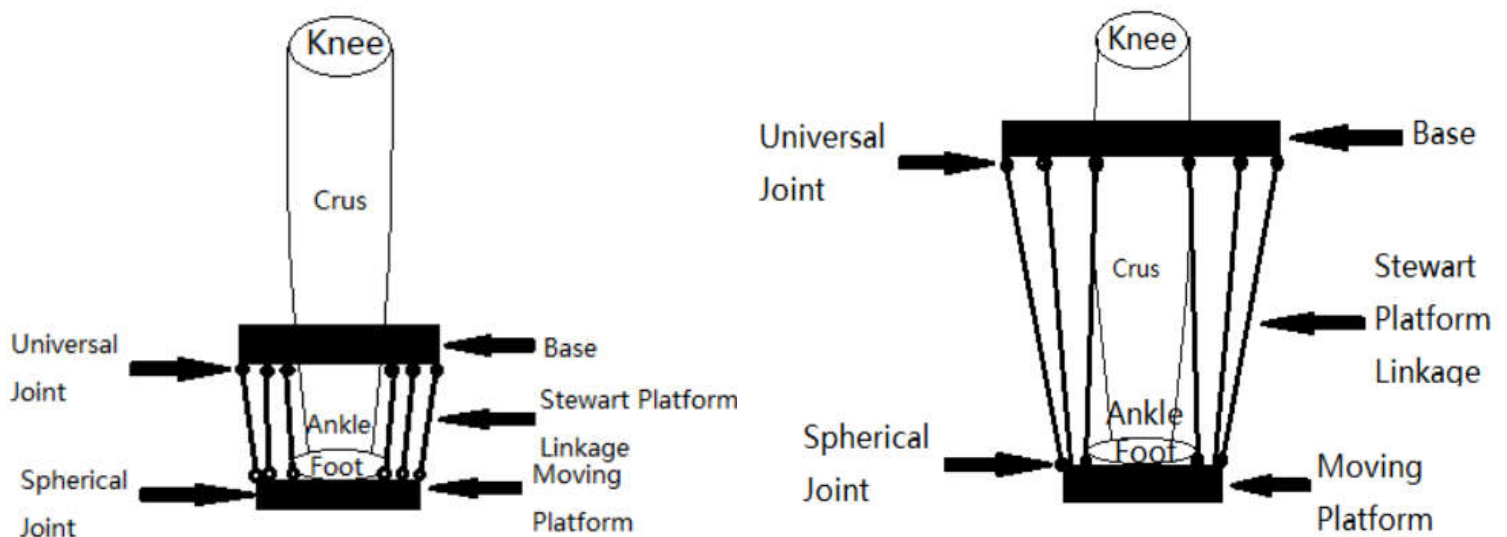 Knee
Crus
Universal
Joint
Base
Stewart Platform
Linkage
Ankle
Foot
Moving
Platform
Spherical
Joint
Knee
Universal
Joint
Base
Crus
Stewart
Platform
Linkage
Ankle
Foot
Spherical
Joint
Moving
Platform